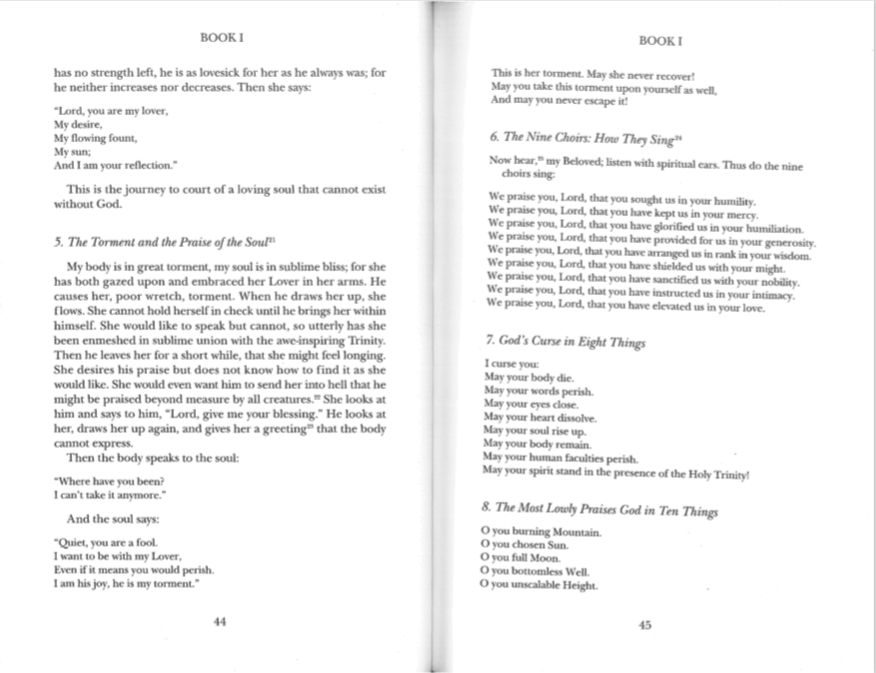 BOOK I
has no strength left, he is as lovesick for her as he always was; for
he neither increases nor decreases. Then she says:
"Lord, you are my lover,
My desire,
My flowing fount,
My sun;
And I am your reflection."
This is the journey to court of a loving soul that cannot exist
without God.
5. The Torment and the Praise of the Soul²¹
My body is in great torment, my soul is in sublime bliss; for she
has both gazed upon and embraced her Lover in her arms. He
causes her, poor wretch, torment. When he draws her up, she
flows. She cannot hold herself in check until he brings her within
himself. She would like to speak but cannot, so utterly has she
been enmeshed in sublime union with the awe-inspiring Trinity.
Then he leaves her for a short while, that she might feel longing.
She desires his praise but does not know how to find it as she
would like. She would even want him to send her into hell that he
might be praised beyond measure by all creatures.²² She looks at
him and says to him, "Lord, give me your blessing." He looks at
her, draws her up again, and gives her a greeting²³ that the body
cannot express.
Then the body speaks to the soul:
"Where have you been?
I can't take it anymore."
And the soul says:
"Quiet, you are a fool.
I want to be with my Lover,
Even if it means you would perish.
I am his joy, he is my torment."
44
BOOK I
This is her torment. May she never recover!
May you take this torment upon yourself as well,
And may you never escape it!
6. The Nine Choirs: How They Sing²⁴
Now hear,²⁵ my Beloved; listen with spiritual ears. Thus do the nine
choirs sing:
We praise you, Lord, that you sought us in your humility.
We praise you, Lord, that you have kept us in your mercy.
We praise you, Lord, that you have glorified us in your humiliation.
We praise you, Lord, that you have provided for us in your generosity.
We praise you, Lord, that you have arranged us in rank in your wisdom.
We praise you, Lord, that you have shielded us with your might.
We praise you, Lord, that you have sanctified us with your nobility.
We praise you, Lord, that you have instructed us in your intimacy.
We praise you, Lord, that you have elevated us in your love.
7. God's Curse in Eight Things
I curse you:
May your body die.
May your words perish.
May your eyes close.
May your heart dissolve.
May your soul rise up.
May your body remain.
May your human faculties perish.
May your spirit stand in the presence of the Holy Trinity!
8. The Most Lowly Praises God in Ten Things
O you burning Mountain.
O you chosen Sun.
O you full Moon.
O you bottomless Well.
O you unscalable Height.
45